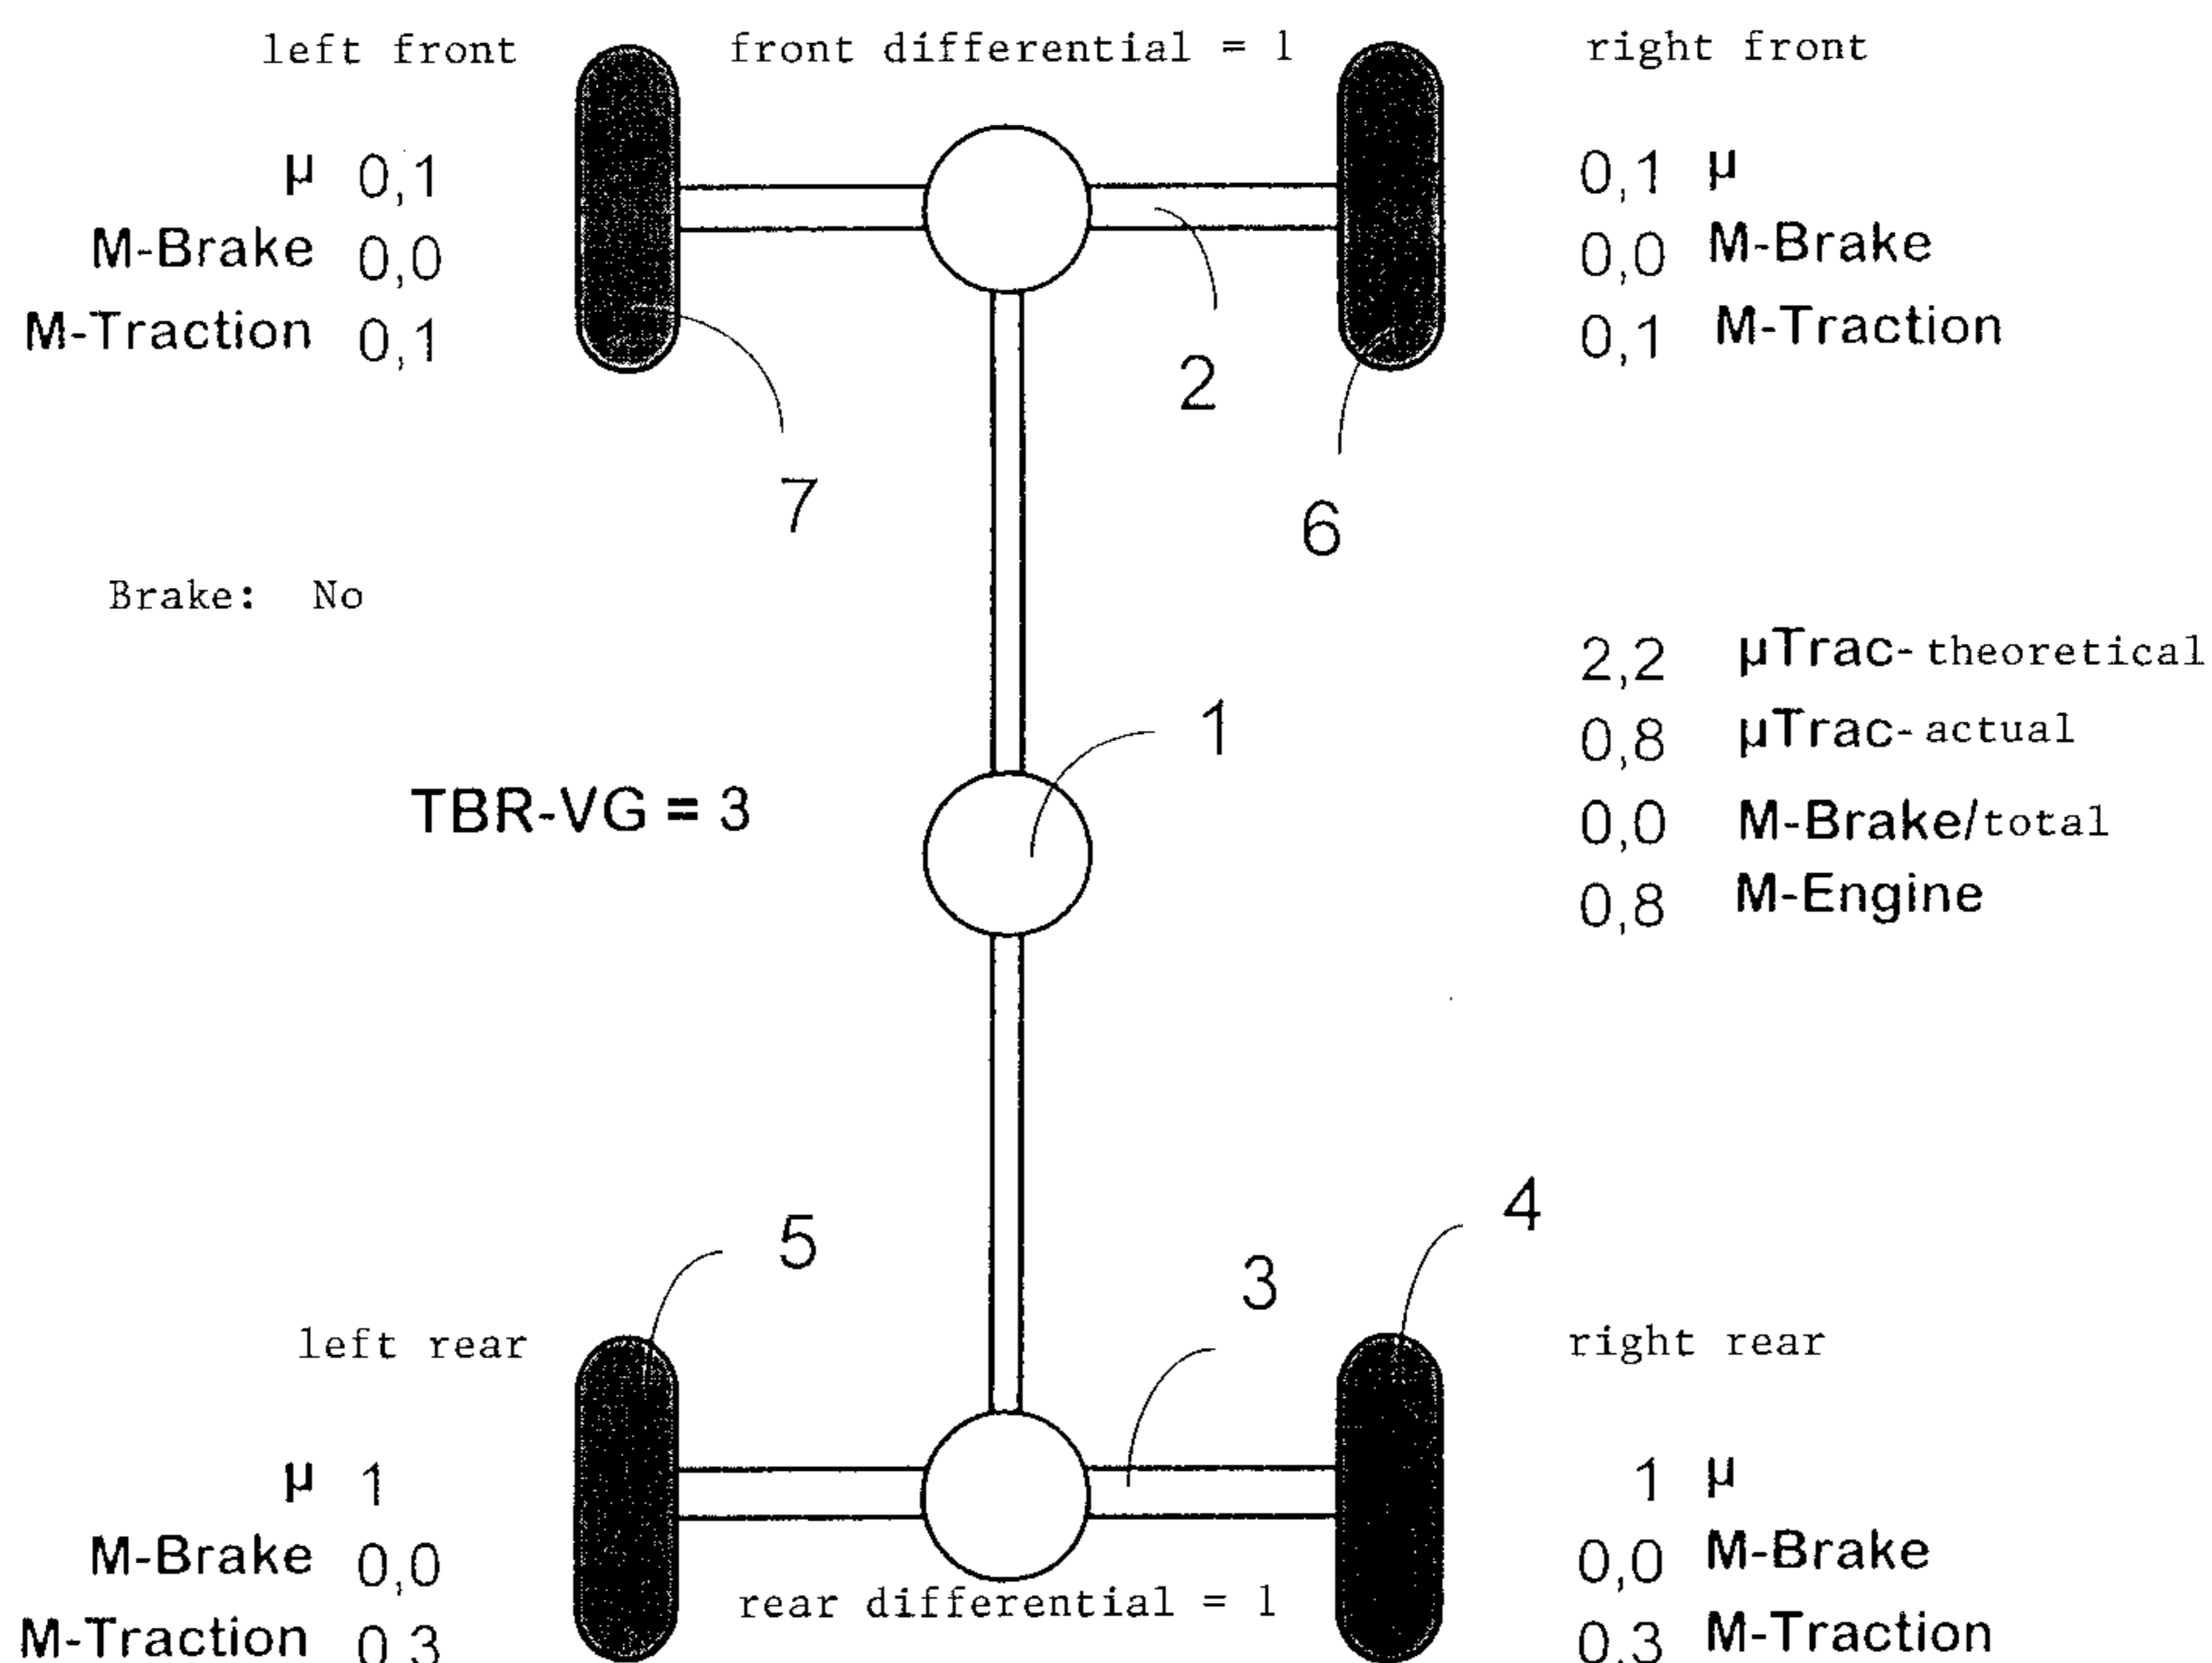 left front
front differential = 1
right front
µ 0,1
0,1 µ
M-Brake 0,0
0,0 M-Brake
M-Traction 0,1
0,1 M-Traction
2
7
6
Brake: No
2,2 µTrac- theoretical
0,8 µTrac- actual
1
TBR-VG = 3
0,0 M-Brake/total
0,8 M-Engine
4
5
3
left rear
right rear
µ 1
1 µ
M-Brake 0,0
0,0 M-Brake
rear differential = 1
M-Traction 0,3
0,3 M-Traction